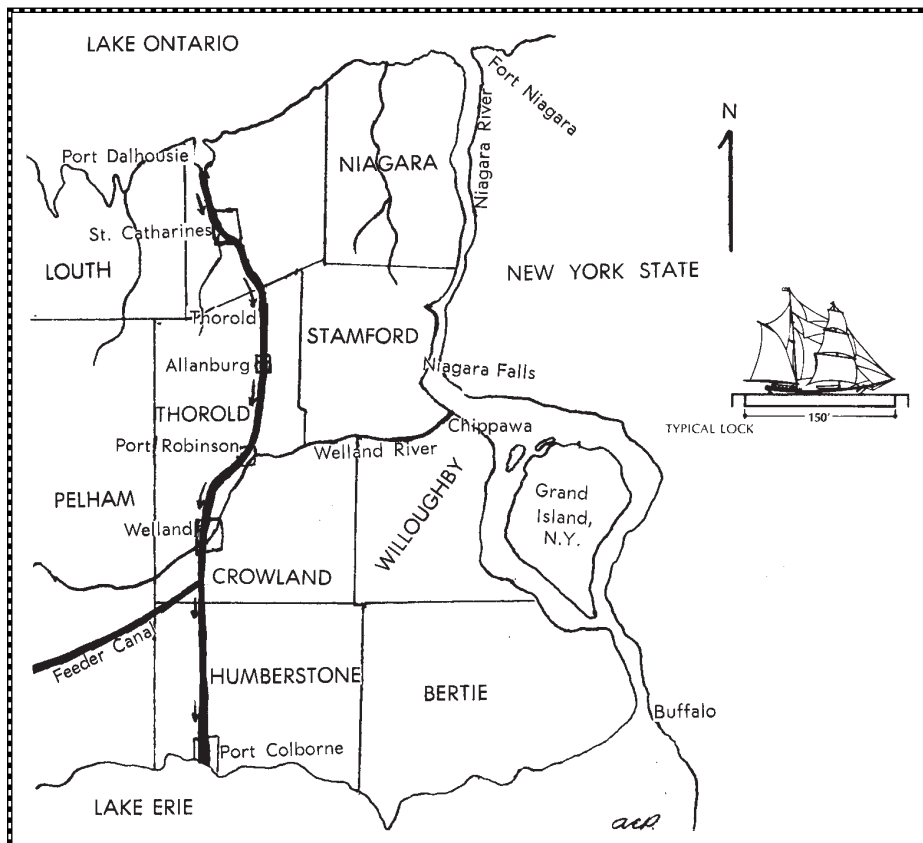 LAKE ONTARIO
Fort Niagara
Niagara River
N
Port Dalhousie
NIAGARA
St. Catharines
LOUTH
NEW YORK STATE
Thorold
STAMFORD
Allanburg
Niagara Falls
THOROLD
150'
TYPICAL LOCK
Chippawa
Port Robinson
Welland River
PELHAM
WILLOUGHBY
Grand
Island,
N.Y.
Welland
CROWLAND
Feeder Canal
HUMBERSTONE
BERTIE
Buffalo
Port Colborne
LAKE ERIE